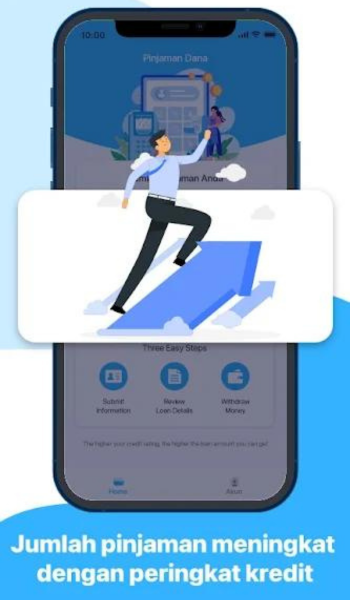 10:00
Pinjaman Dana
Three Easy Steps
Submit
Information
Review
Loan Details
Withdraw
Money
The higher your credit rating, the higher the loan amount you can get!
Home
About
Jumlah pinjaman meningkat
dengan peringkat kredit